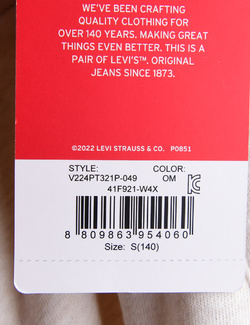 WE'VE BEEN CRAFTING
QUALITY CLOTHING FOR
OVER 140 YEARS. MAKING GREAT
THINGS EVEN BETTER. THIS IS A
PAIR OF LEVI'S™. ORIGINAL
JEANS SINCE 1873.
©2022 LEVI STRAUSS & CO. P0851
STYLE: COLOR:
V224PT321P-049 OM
41F921-W4X
8 809863 954060
Size: S(140)